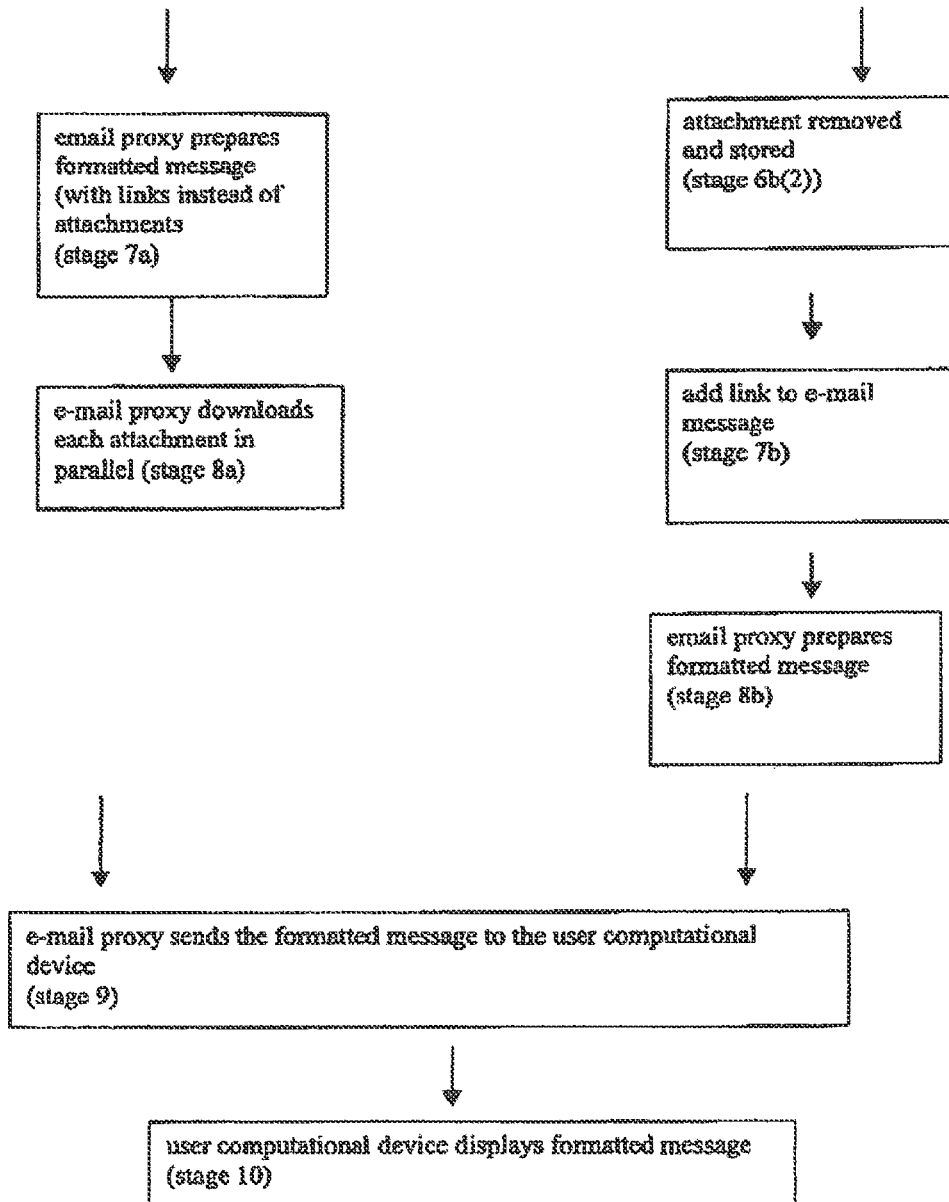 email proxy prepares
formatted message
(with links instead of
attachments
(stage 7a)
attachment removed
and stored
(stage 6b(2))
e-mail proxy downloads
each attachment in
parallel (stage 8a)
add link to e-mail
message
(stage 7b)
email proxy prepares
formatted message
(stage 8b)
e-mail proxy sends the formatted message to the user computational
device
(stage 9)
user computational device displays formatted message
(stage 10)